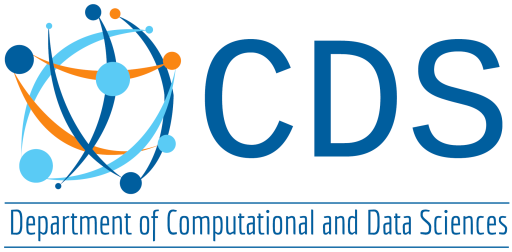 CDS
Department of Computational and Data Sciences